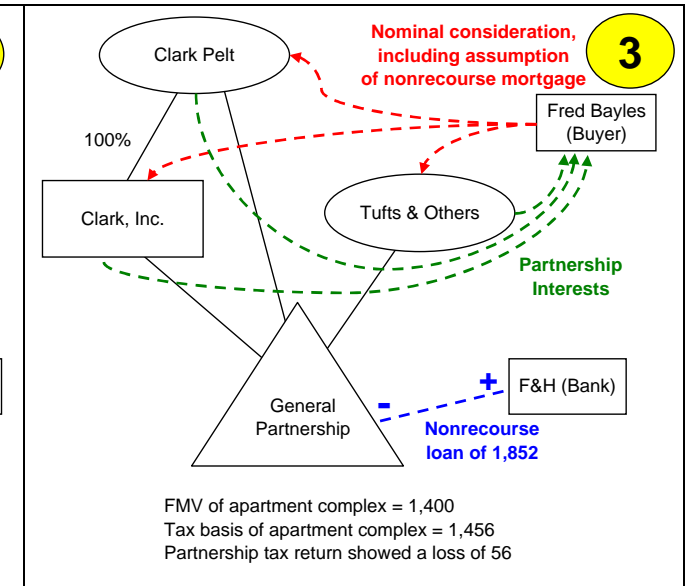 Clark Pelt
Nominal consideration,
including assumption
of nonrecourse mortgage
3
Fred Bayles
(Buyer)
100%
Clark, Inc.
Tufts & Others
Partnership
Interests
General
Partnership
-
+
F&H (Bank)
Nonrecourse
loan of 1,852
FMV of apartment complex = 1,400
Tax basis of apartment complex = 1,456
Partnership tax return showed a loss of 56